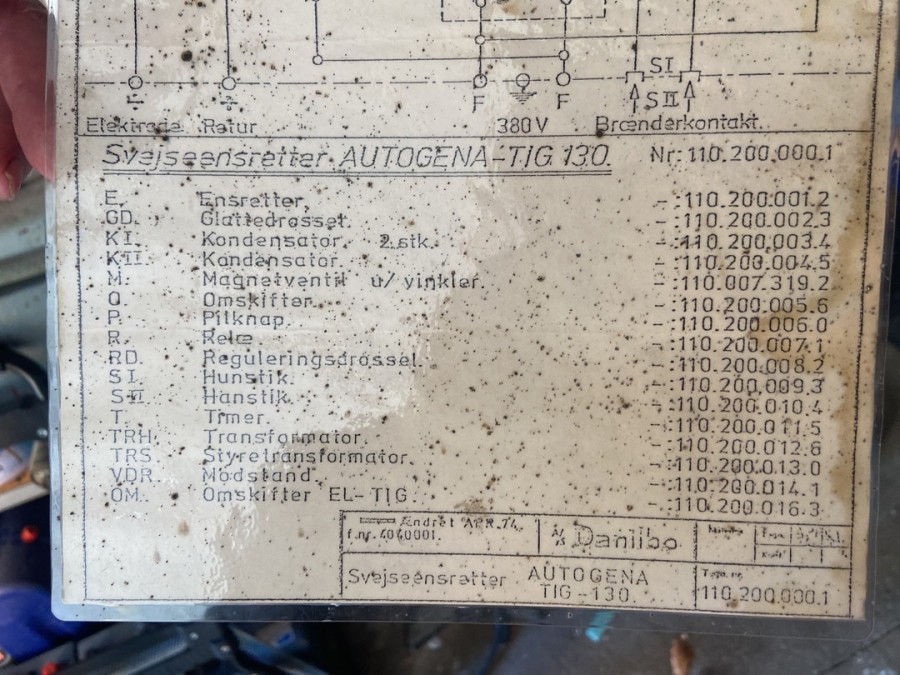 SI
SII
F F
Elektrode Retur 380V Brænderkontakt.
Svejseensretter AUTOGENA-TIG 130. Nr: 110.200.000.1
E. Ensretter, - :110.200.001.2
GD. Glattedrossel. - :110.200.002.3
KI. Kondensator. 2.stk. - :110.200.003.4
KII. Kondensator. - :110.200.004.5
M. Magnetventil u/ vinkler. - :110.007.319.2
O. Omskifter. - :110.200.005.6
P. Pilknap. - :110.200.006.0
R. Relæ - :110.200.007.1
RD. Reguleringsdrossel. - :110.200.008.2
SI. Hunstik. - :110.200.009.3
SII. Hanstik. - :110.200.010.4
T. Timer. - :110.200.011.5
TRH. Transformator. - :110.200.012.6
TRS. Styretransformator. - :110.200.013.0
VDR. Modstand. - :110.200.014.1
OM. Omskifter EL-TIG. - :110.200.016.3
Ændret APR.74.
f.nr. 4040001.
A/S Danilbo
Svejseensretter AUTOGENA
TIG-130.
Tegn. nr.
110.200.000.1